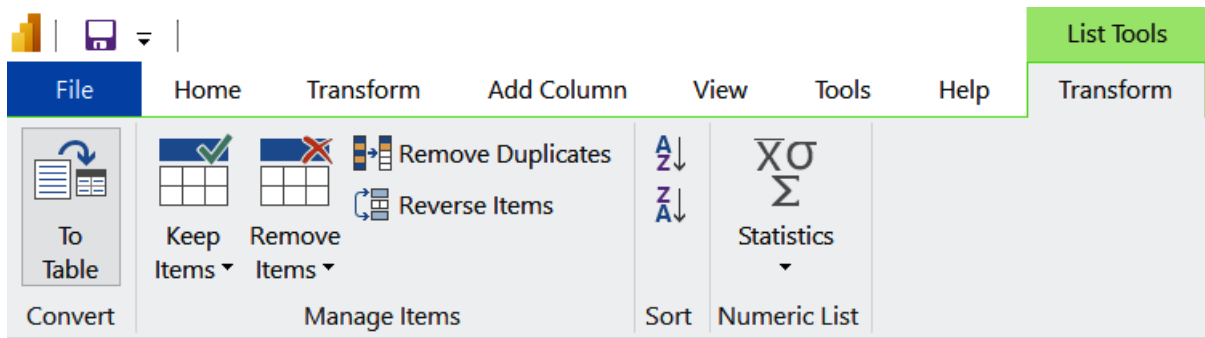 List Tools
File Home Transform Add Column View Tools Help Transform
To
Table
Keep
Items
Remove
Items
Remove Duplicates
Reverse Items
A
Z
Z
A
X̅σ
Σ
Statistics
Convert Manage Items Sort Numeric List